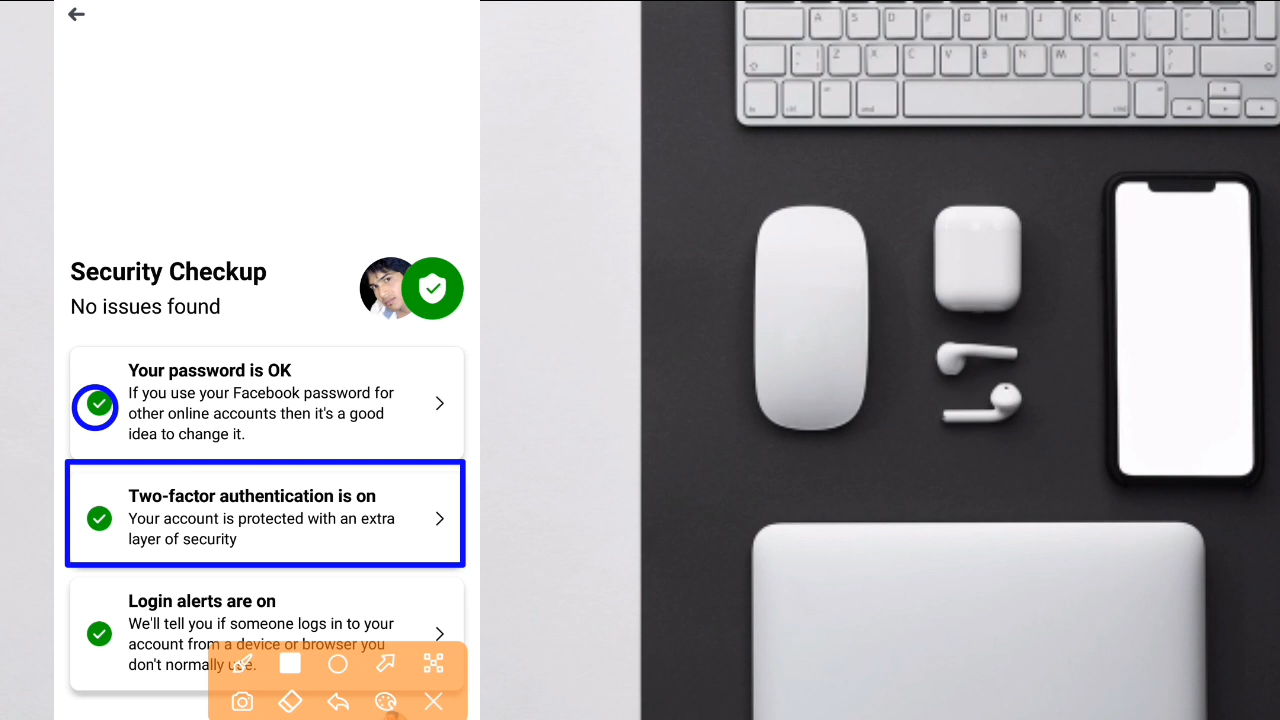 Security Checkup
No issues found
Your password is OK
If you use your Facebook password for
other online accounts then it's a good
idea to change it.
Two-factor authentication is on
Your account is protected with an extra
layer of security
Login alerts are on
We'll tell you if someone logs in to your
account from a device or browser you
don't normally use.
A S D F G H J K L
Z X C V B N M